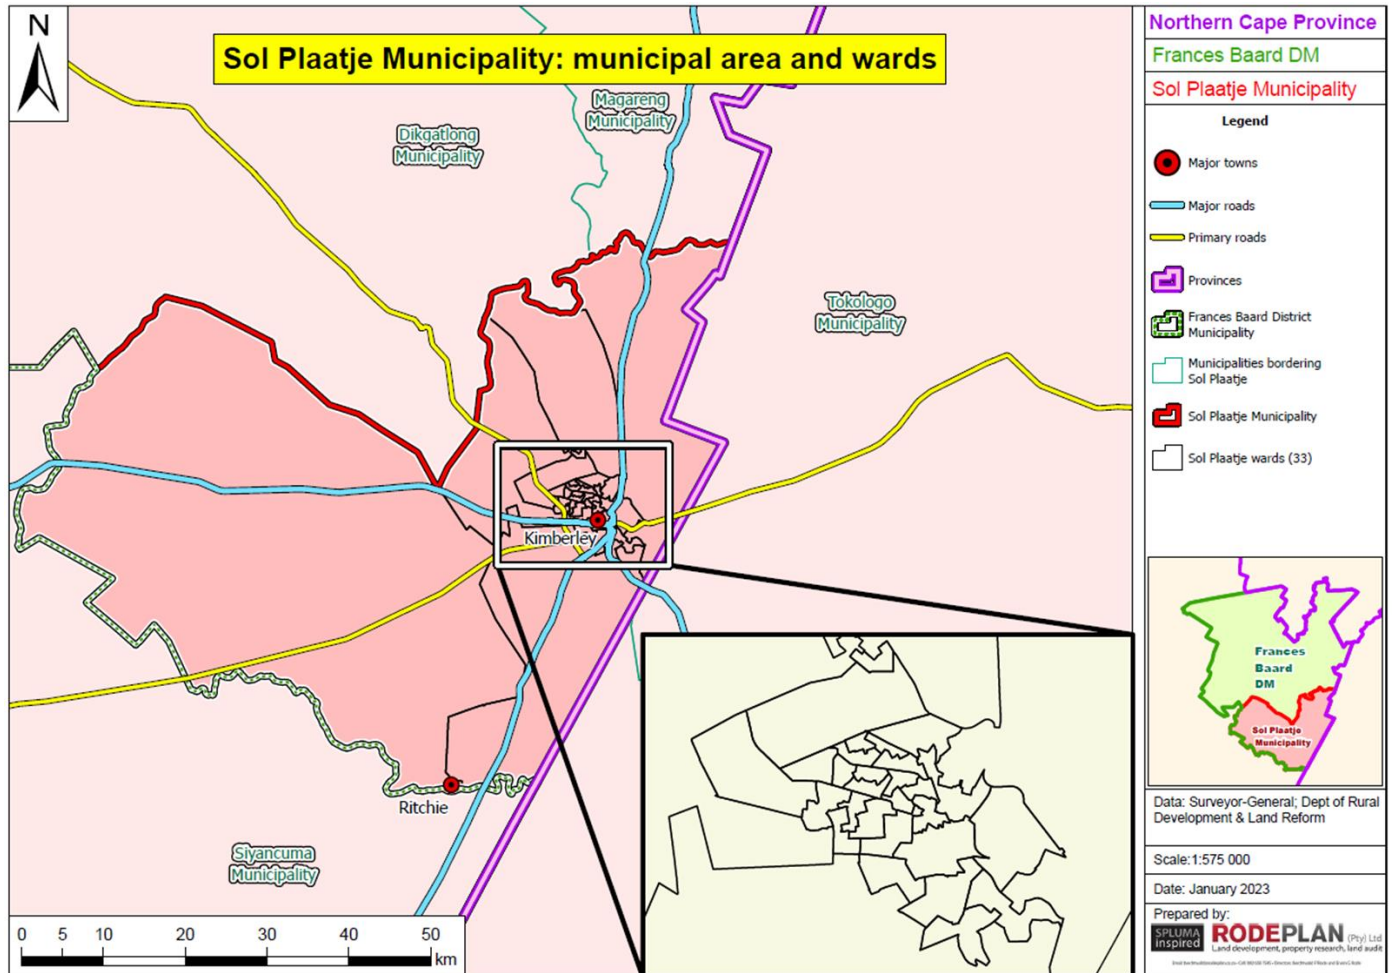 N
Sol Plaatje Municipality: municipal area and wards
Magareng
Municipality
Dikgatlong
Municipality
Tokologo
Municipality
Kimberley
Ritchie
Siyancuma
Municipality
0 5 10 20 30 40 50
km
Northern Cape Province
Frances Baard DM
Sol Plaatje Municipality
Legend
Major towns
Major roads
Primary roads
Provinces
Frances Baard District
Municipality
Municipalities bordering
Sol Plaatje
Sol Plaatje Municipality
Sol Plaatje wards (33)
Frances
Baard
DM
Sol Plaatje
Municipality
Data: Surveyor-General; Dept of Rural
Development & Land Reform
Scale:1:575 000
Date: January 2023
Prepared by:
SPLUMA
inspired
RODEPLAN (Pty) Ltd
Land development, property research, land audit